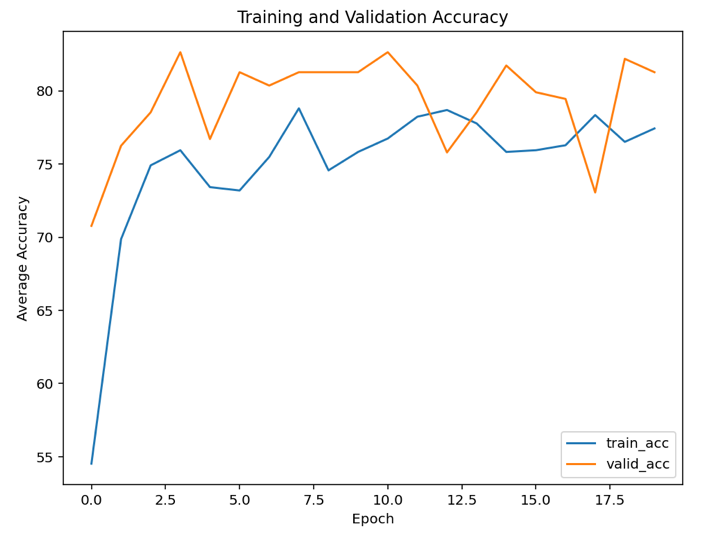 Training and Validation Accuracy
Average Accuracy
80
75
70
65
60
55
train_acc
valid_acc
0.0 2.5 5.0 7.5 10.0 12.5 15.0 17.5
Epoch